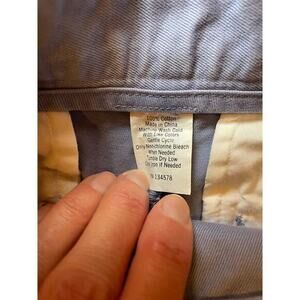 100% Cotton
Made in China
Machine Wash Cold
With Like Colors
Gentle Cycle
Only Non-chlorine Bleach
When Needed
Tumble Dry Low
Iron If Needed
134578